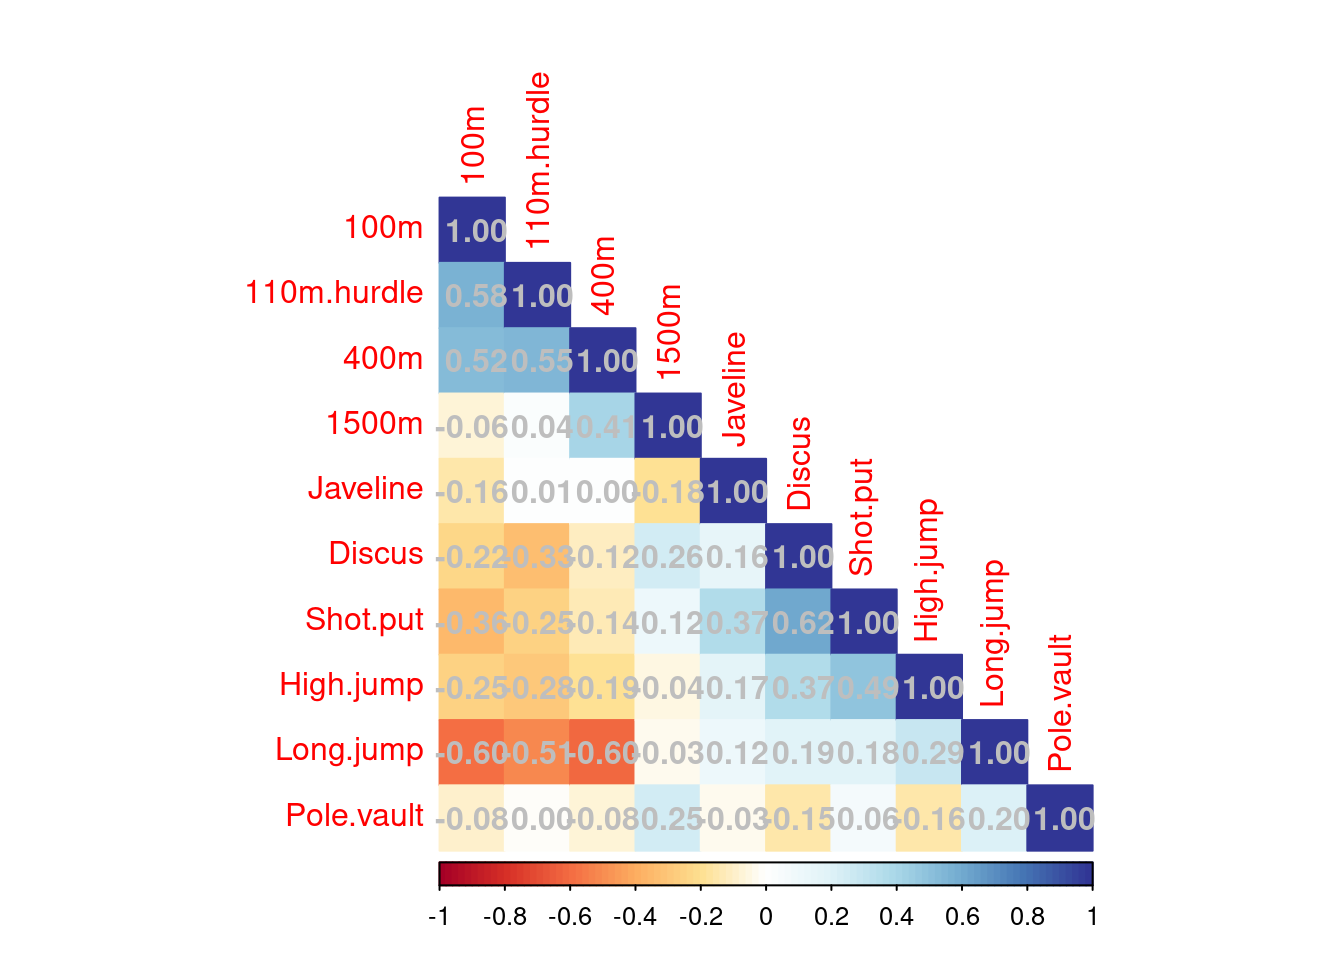 100m
110m.hurdle
400m
1500m
Javeline
Discus
Shot.put
High.jump
Long.jump
Pole.vault
100m 1.00
110m.hurdle 0.58 1.00
400m 0.52 0.55 1.00
1500m -0.06 0.04 0.41 1.00
Javeline -0.16 0.01 0.00 -0.18 1.00
Discus -0.22 -0.33 -0.12 0.26 0.16 1.00
Shot.put -0.36 -0.25 -0.14 0.12 0.37 0.62 1.00
High.jump -0.25 -0.28 -0.19 -0.04 0.17 0.37 0.49 1.00
Long.jump -0.60 -0.51 -0.60 -0.03 0.12 0.19 0.18 0.29 1.00
Pole.vault -0.08 0.00 -0.08 0.25 -0.03 -0.15 0.06 -0.16 0.20 1.00
-1 -0.8 -0.6 -0.4 -0.2 0 0.2 0.4 0.6 0.8 1